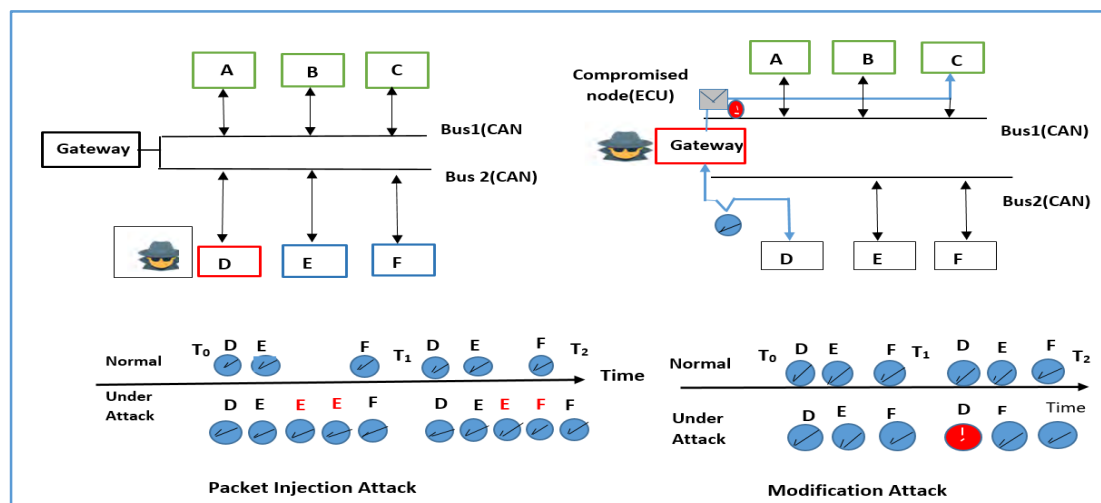 A B C
Bus1(CAN)
Gateway
Bus 2(CAN)
D E F
A B C
Compromised
node(ECU)
Bus1(CAN)
Gateway
Bus2(CAN)
D E F
Normal T0 D E F T1 D E F T2
Time
Under
Attack
D E E E F D E E F F
Packet Injection Attack
Normal T0 D E F T1 D E F T2
Time
Under
Attack
D E F D F
Modification Attack